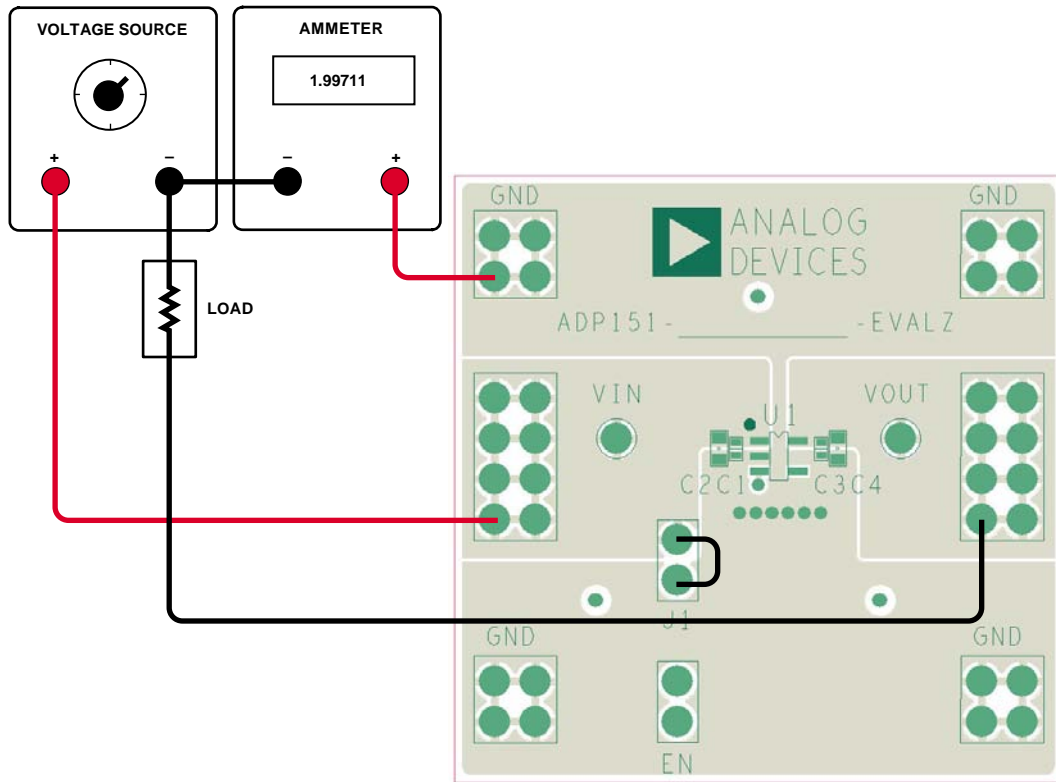 VOLTAGE SOURCE
AMMETER
1.99711
+
–
–
+
LOAD
GND
ANALOG
DEVICES
GND
ADP151-____________-EVALZ
VIN
U1
VOUT
C2C1
C3C4
J1
GND
GND
EN